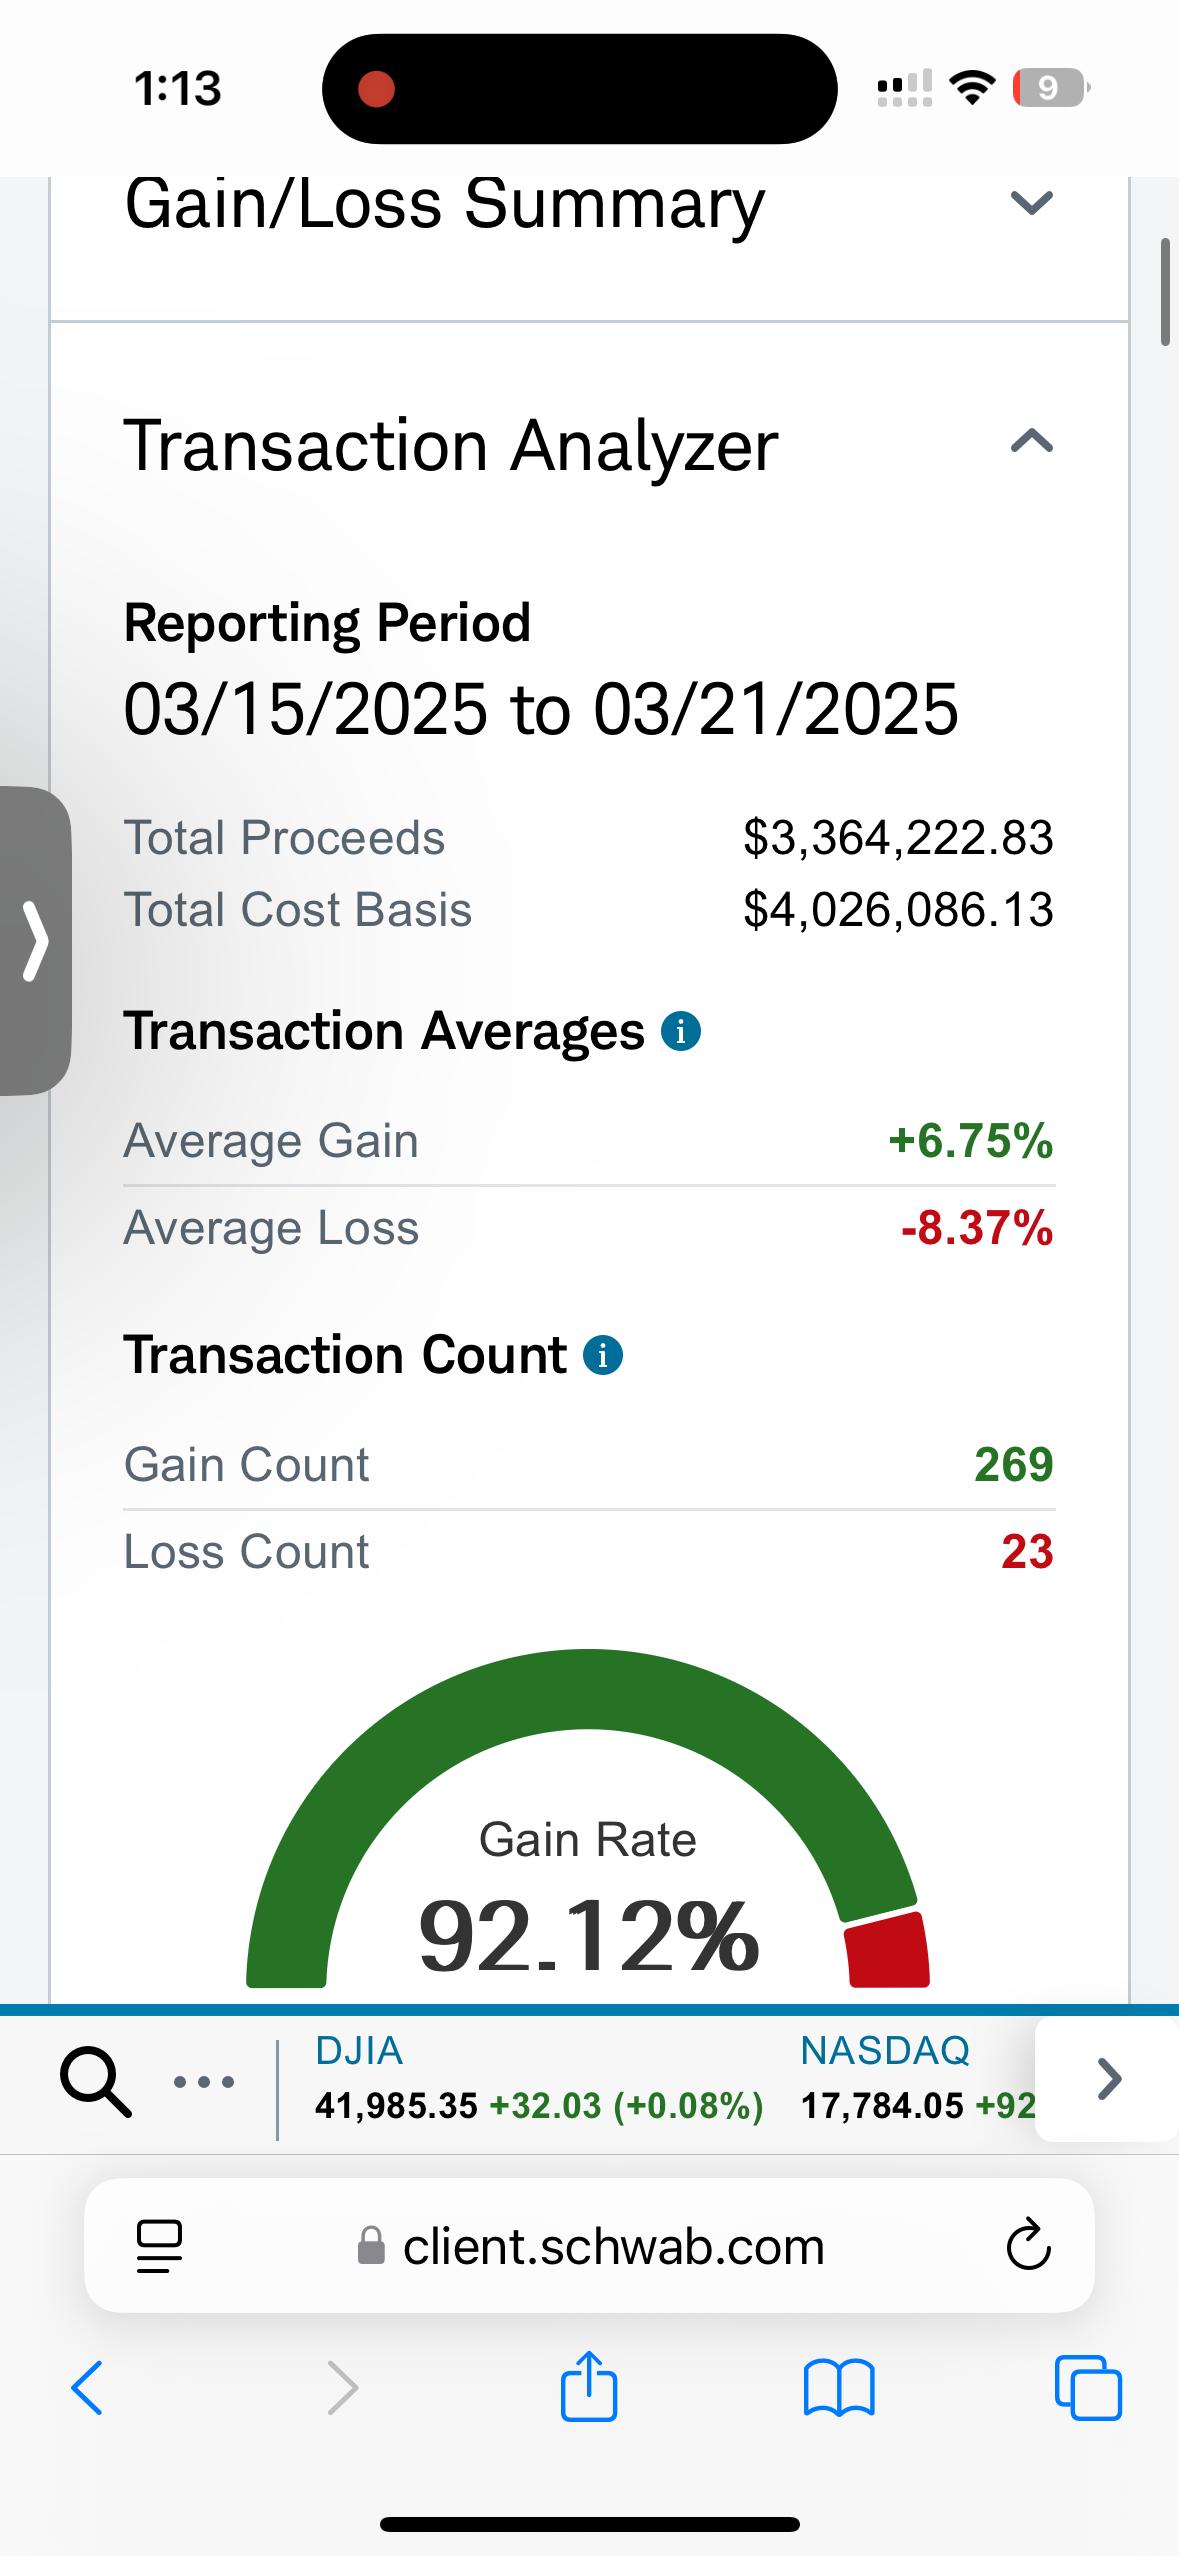 1:13
9
Gain/Loss Summary
Transaction Analyzer
Reporting Period
03/15/2025 to 03/21/2025
Total Proceeds $3,364,222.83
Total Cost Basis $4,026,086.13
Transaction Averages i
Average Gain +6.75%
Average Loss -8.37%
Transaction Count i
Gain Count 269
Loss Count 23
Gain Rate
92.12%
DJIA NASDAQ
41,985.35 +32.03 (+0.08%) 17,784.05 +92
client.schwab.com